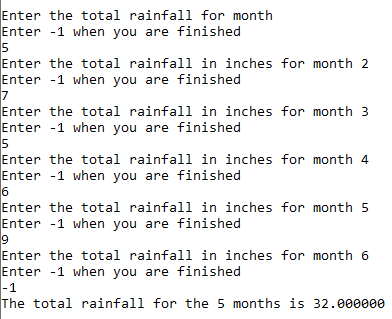 Enter the total rainfall for month
Enter -1 when you are finished
5
Enter the total rainfall in inches for month 2
Enter -1 when you are finished
7
Enter the total rainfall in inches for month 3
Enter -1 when you are finished
5
Enter the total rainfall in inches for month 4
Enter -1 when you are finished
6
Enter the total rainfall in inches for month 5
Enter -1 when you are finished
9
Enter the total rainfall in inches for month 6
Enter -1 when you are finished
-1
The total rainfall for the 5 months is 32.000000